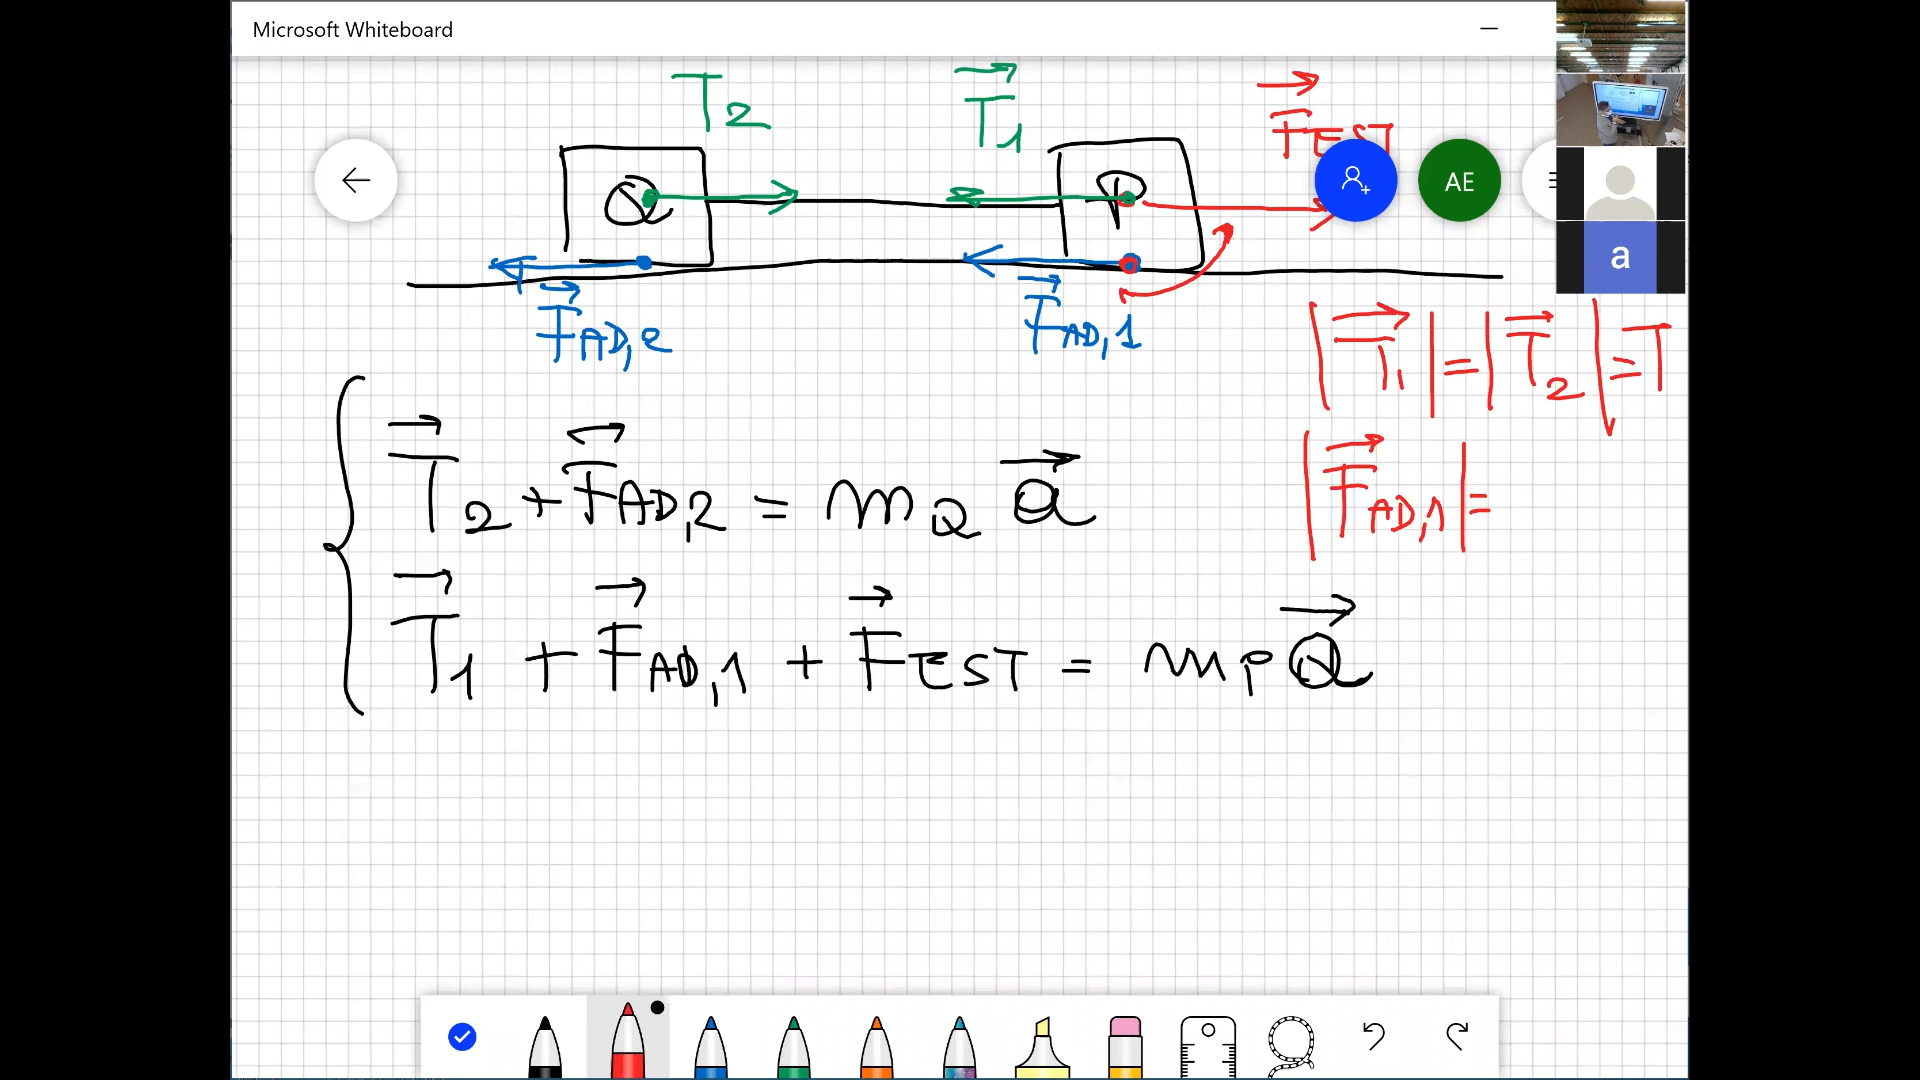 Microsoft Whiteboard
T2 T1 FEST
AE
Q P
a
FAD,2 FAD,1
|T1| = |T2| = T
T2 + FAD,2 = mQ a
|FAD,1| =
T1 + FAD,1 + FEST = mP a